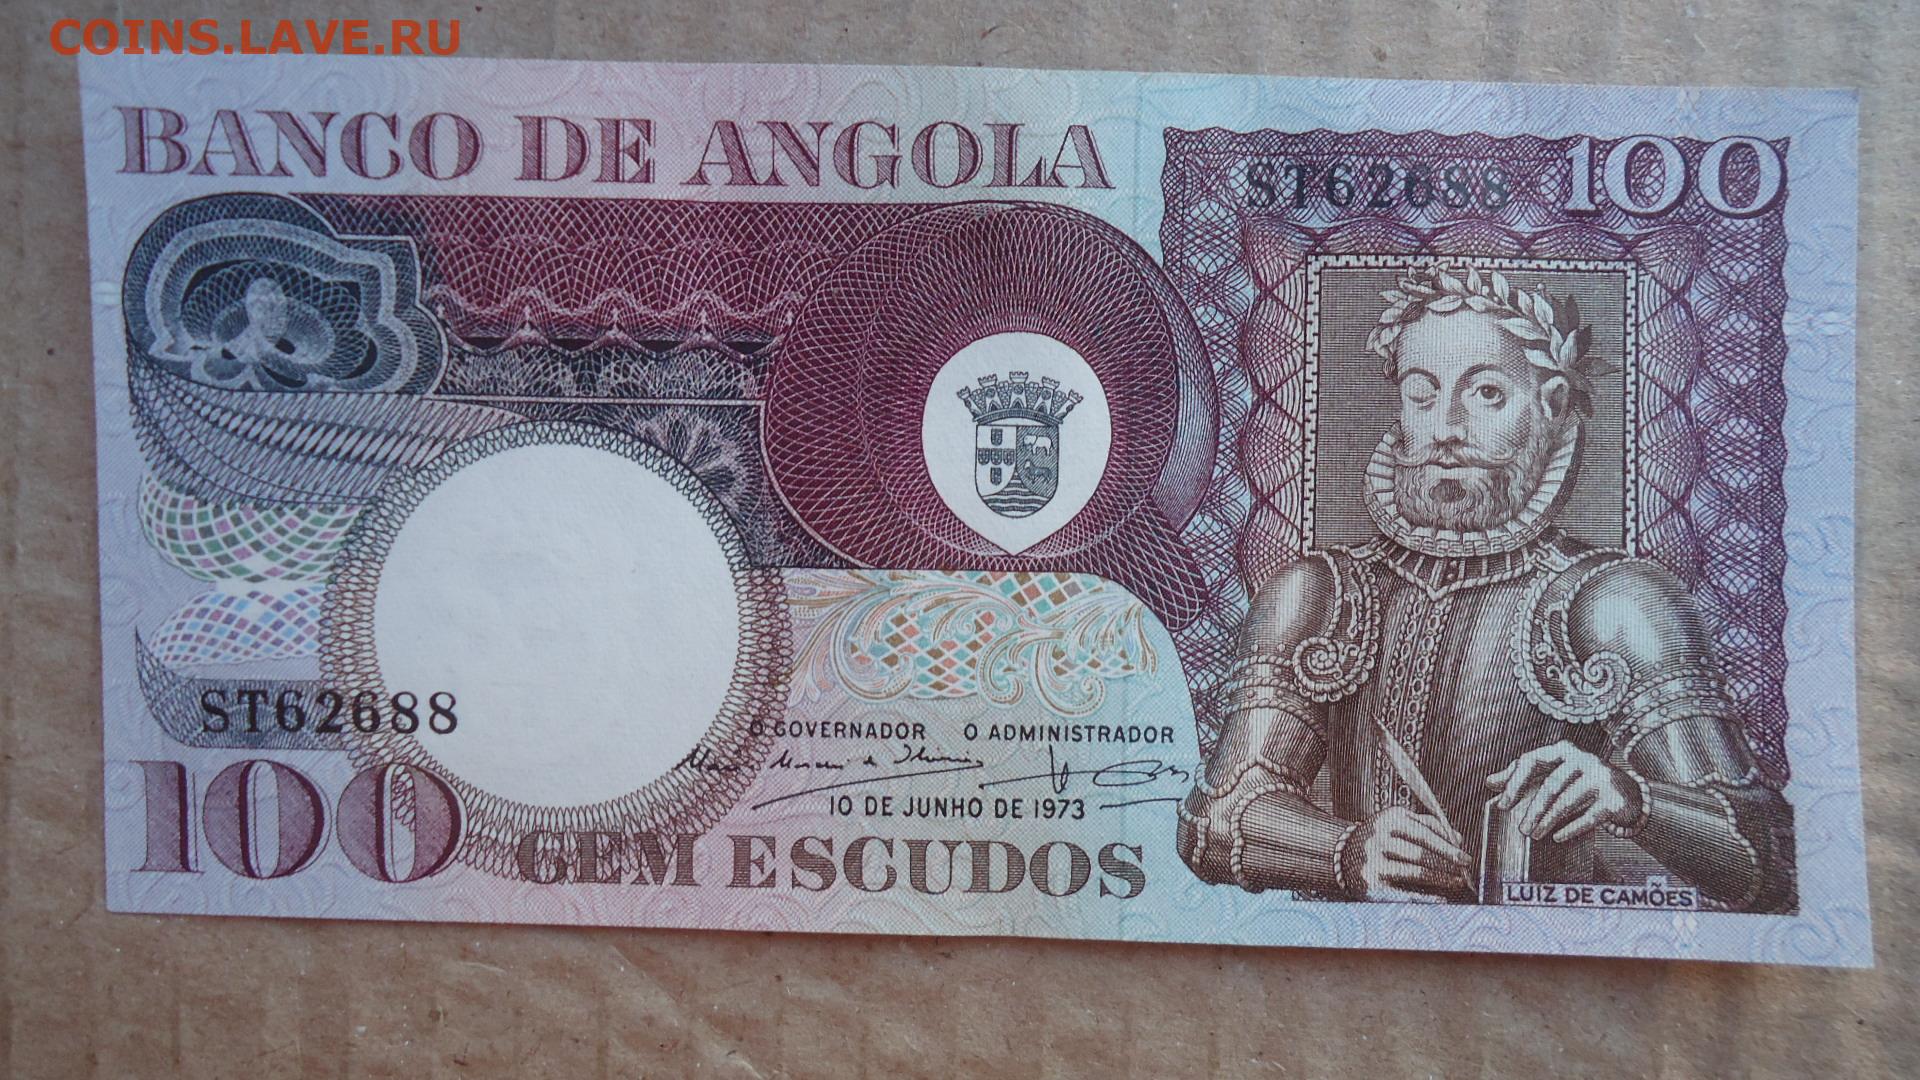 COINS.LAVE.RU
BANCO DE ANGOLA
ST62688 100
ST62688
O GOVERNADOR O ADMINISTRADOR
10 DE JUNHO DE 1973
100 CEM ESCUDOS
LUIZ DE CAMÕES